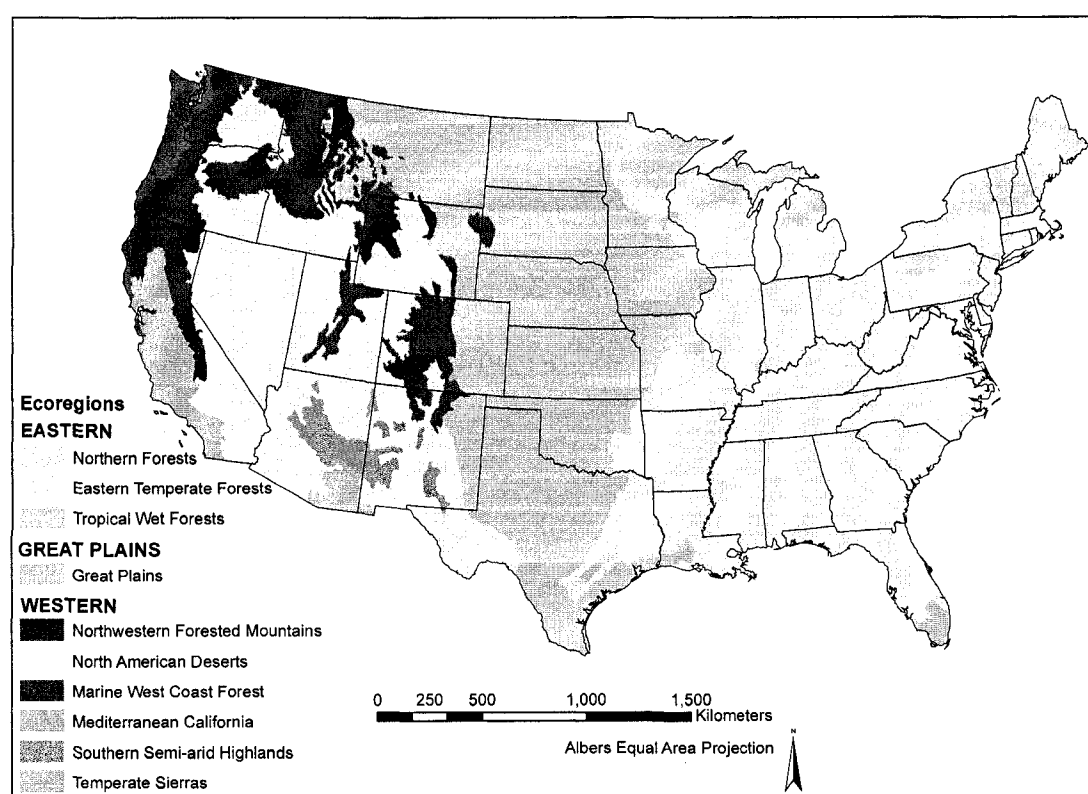 Ecoregions
EASTERN
Northern Forests
Eastern Temperate Forests
Tropical Wet Forests
GREAT PLAINS
Great Plains
WESTERN
Northwestern Forested Mountains
North American Deserts
Marine West Coast Forest
Mediterranean California
Southern Semi-arid Highlands
Temperate Sierras
0 250 500 1,000 1,500
Kilometers
Albers Equal Area Projection
N